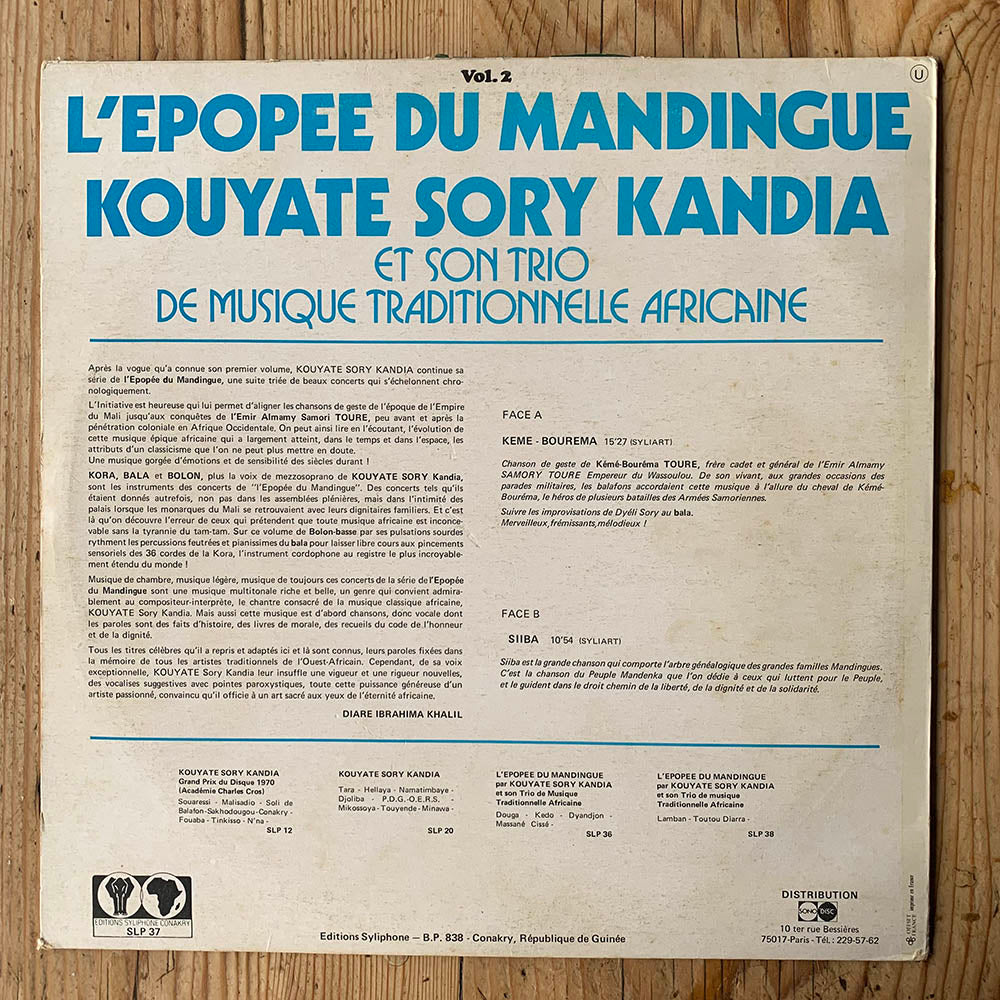 Vol. 2
U
L'EPOPEE DU MANDINGUE
KOUYATE SORY KANDIA
ET SON TRIO
DE MUSIQUE TRADITIONNELLE AFRICAINE
Après la vogue qu'a connue son premier volume, KOUYATE SORY KANDIA continue sa
série de l'Epopée du Mandingue, une suite triée de beaux concerts qui s'échelonnent chro-
nologiquement.
L'Initiative est heureuse qui lui permet d'aligner les chansons de geste de l'époque de l'Empire
du Mali jusqu'aux conquêtes de l'Emir Almamy Samori TOURE, peu avant et après la
pénétration coloniale en Afrique Occidentale. On peut ainsi lire en l'écoutant, l'évolution de
cette musique épique africaine qui a largement atteint, dans le temps et dans l'espace, les
attributs d'un classicisme que l'on ne peut plus mettre en doute.
Une musique gorgée d'émotions et de sensibilité des siècles durant !
KORA, BALA et BOLON, plus la voix de mezzosoprano de KOUYATE SORY Kandia,
sont les instruments des concerts de "l'Epopée du Mandingue". Des concerts tels qu'ils
étaient donnés autrefois, non pas dans les assemblées plénières, mais dans l'intimité des
palais lorsque les monarques du Mali se retrouvaient avec leurs dignitaires familiers. Et c'est
là qu'on découvre l'erreur de ceux qui prétendent que toute musique africaine est inconce-
vable sans la tyrannie du tam-tam. Sur ce volume de Bolon-basse par ses pulsations sourdes
rythment les percussions feutrées et pianissimes du bala pour laisser libre cours aux pincements
sensoriels des 36 cordes de la Kora, l'instrument cordophone au registre le plus incroyable-
ment étendu du monde !
Musique de chambre, musique légère, musique de toujours ces concerts de la série de l'Epopée
du Mandingue sont une musique multitonale riche et belle, un genre qui convient admira-
blement au compositeur-interprète, le chantre consacré de la musique classique africaine,
KOUYATE Sory Kandia. Mais aussi cette musique est d'abord chansons, donc vocale dont
les paroles sont des faits d'histoire, des livres de morale, des recueils du code de l'honneur
et de la dignité.
Tous les titres célèbres qu'il a repris et adaptés ici et là sont connus, leurs paroles fixées dans
la mémoire de tous les artistes traditionnels de l'Ouest-Africain. Cependant, de sa voix
exceptionnelle, KOUYATE Sory Kandia leur insuffle une vigueur et une rigueur nouvelles,
des vocalises suggestives avec pointes paroxystiques, toute cette puissance généreuse d'un
artiste passionné, convaincu qu'il officie à un art sacré aux yeux de l'éternité africaine.
DIARE IBRAHIMA KHALIL
FACE A
KEME - BOUREMA 15'27 (SYLIART)
Chanson de geste de Kémé-Bouréma TOURE, frère cadet et général de l'Emir Almamy
SAMORY TOURE Empereur du Wassoulou. De son vivant, aux grandes occasions des
parades militaires, les balafons accordaient cette musique à l'allure du cheval de Kémé-
Bouréma, le héros de plusieurs batailles des Armées Samoriennes.
Suivre les improvisations de Dyéli Sory au bala.
Merveilleux, frémissants, mélodieux !
FACE B
SIIBA 10'54 (SYLIART)
Siiba est la grande chanson qui comporte l'arbre généalogique des grandes familles Mandingues.
C'est la chanson du Peuple Mandenka que l'on dédie à ceux qui luttent pour le Peuple,
et le guident dans le droit chemin de la liberté, de la dignité et de la solidarité.
KOUYATE SORY KANDIA
Grand Prix du Disque 1970
(Académie Charles Cros)
Souaressi - Malisadio - Soli de
Balafon-Sakhodougou-Conakry -
Fouaba - Tinkisso - N'na -
SLP 12
KOUYATE SORY KANDIA
Tara - Hellaya - Namatimbaye -
Djoliba - P.D.G.-O.E.R.S. -
Mikossoya-Touyende-Minawa -
SLP 20
L'EPOPEE DU MANDINGUE
par KOUYATE SORY KANDIA
et son Trio de Musique
Traditionnelle Africaine
Douga - Kedo - Dyandjon -
Massané Cissé -
SLP 36
L'EPOPEE DU MANDINGUE
par KOUYATE SORY KANDIA
et son Trio de musique
Traditionnelle Africaine
Lamban - Toutou Diarra -
SLP 38
EDITIONS SYLIPHONE CONAKRY
SLP 37
Editions Syliphone – B.P. 838 - Conakry, République de Guinée
DISTRIBUTION
SONO DISC
10 ter rue Bessières
75017-Paris - Tél.: 229-57-62
OFFSET
FRANCE
imprimé en France